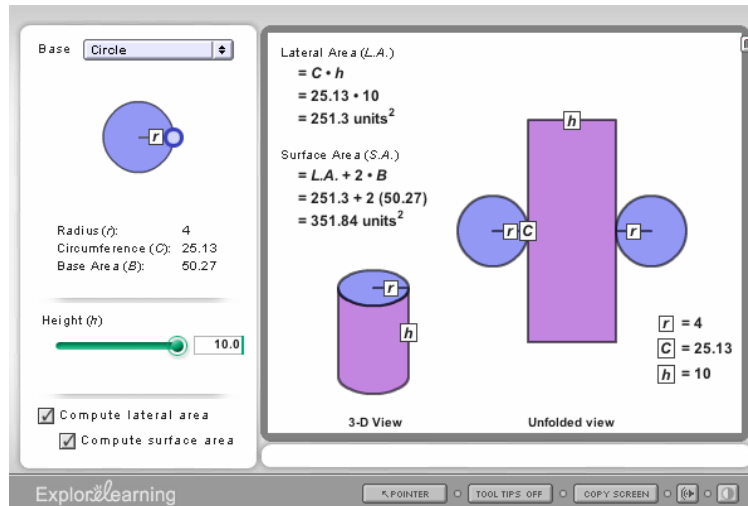 Base Circle
r
Radius (r): 4
Circumference (C): 25.13
Base Area (B): 50.27
Height (h)
10.0
Compute lateral area
Compute surface area
Lateral Area (L.A.)
= C • h
= 25.13 • 10
= 251.3 units²
Surface Area (S.A.)
= L.A. + 2 • B
= 251.3 + 2 (50.27)
= 351.84 units²
r
h
3-D View
h
r C r
Unfolded view
r = 4
C = 25.13
h = 10
ExploreLearning
POINTER
TOOL TIPS OFF
COPY SCREEN